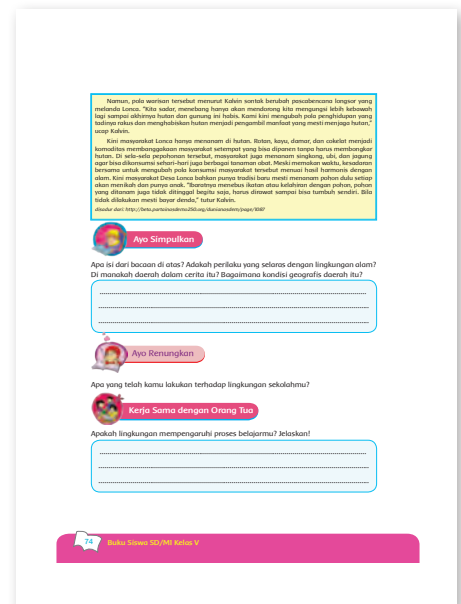 Namun, pola warisan tersebut menurut Kalvin sontak berubah pascabencana longsor yang
melanda Lonca. "Kita sadar, menebang hanya akan mendorong kita mengungsi lebih kebawah
lagi sampai akhirnya hutan dan gunung ini habis. Kami kini mengubah pola penghidupan yang
tadinya rakus dan menghabiskan hutan menjadi pengambil manfaat yang mesti menjaga hutan,"
ucap Kalvin.
Kini masyarakat Lonca hanya menanam di hutan. Rotan, kayu, damar, dan cokelat menjadi
komoditas membanggakan masyarakat setempat yang bisa dipanen tanpa harus membongkar
hutan. Di sela-sela pepohonan tersebut, masyarakat juga menanam singkong, ubi, dan jagung
agar bisa dikonsumsi sehari-hari juga berbagai tanaman obat. Meski memakan waktu, kesadaran
bersama untuk mengubah pola konsumsi masyarakat tersebut menuai hasil harmonis dengan
alam. Kini masyarakat Desa Lonca bahkan punya tradisi baru mesti menanam pohon dulu setiap
akan menikah dan punya anak. "Ibaratnya menebus ikatan atau kelahiran dengan pohon, pohon
yang ditanam juga tidak ditinggal begitu saja, harus dirawat sampai bisa tumbuh sendiri. Bila
tidak dilakukan mesti bayar denda," tutur Kalvin.
disadur dari: http://beta.partainasdema250.org/duniamasdem/page/1087
Ayo Simpulkan
Apa isi dari bacaan di atas? Adakah perilaku yang selaras dengan lingkungan alam?
Di manakah daerah dalam cerita itu? Bagaimana kondisi geografis daerah itu?
Ayo Renungkan
Apa yang telah kamu lakukan terhadap lingkungan sekolahmu?
Kerja Sama dengan Orang Tua
Apakah lingkungan mempengaruhi proses belajarmu? Jelaskan!
74 Buku Siswa SD/MI Kelas V